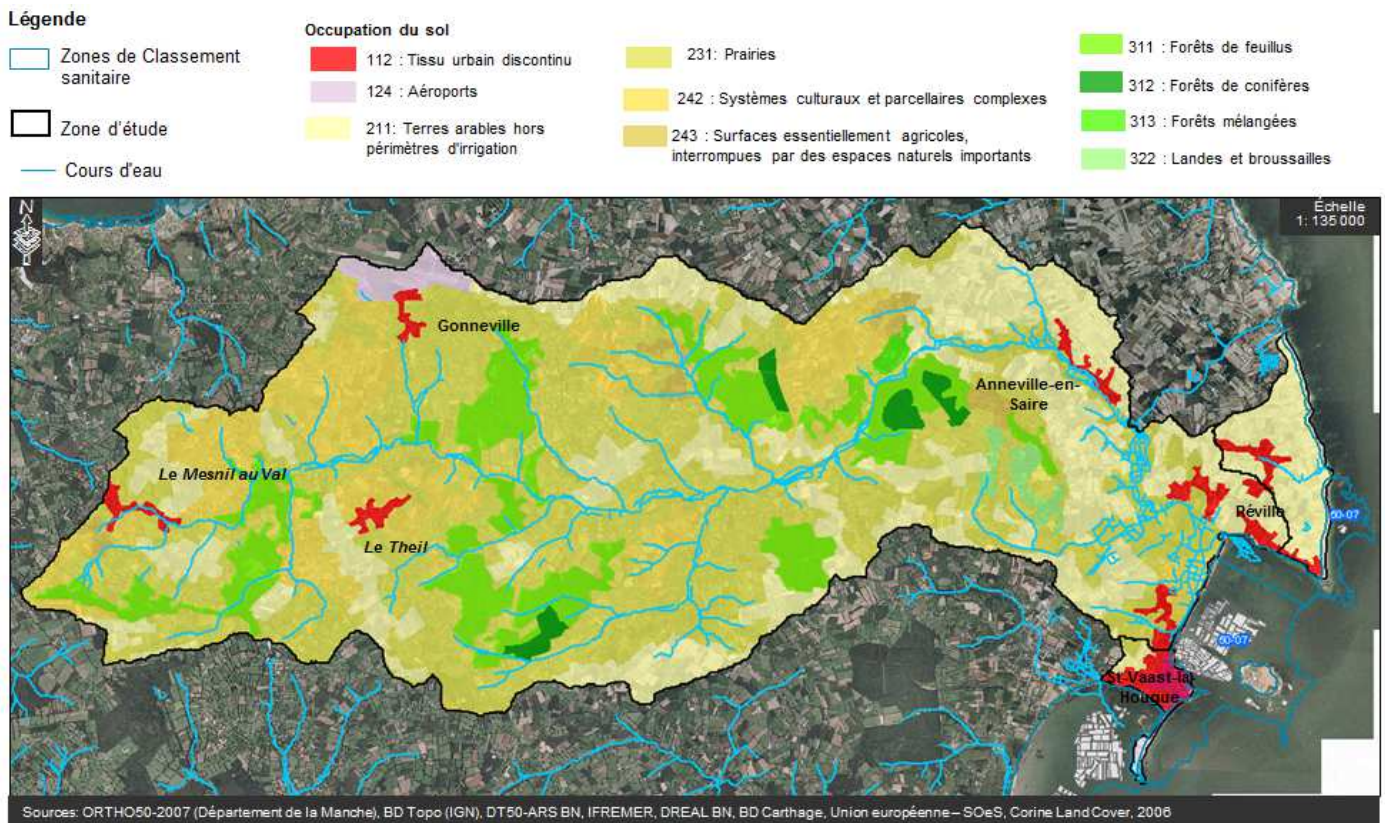 Légende
Zones de Classement
sanitaire
Zone d'étude
Cours d'eau
Occupation du sol
112 : Tissu urbain discontinu
124 : Aéroports
211: Terres arables hors
périmètres d'irrigation
231: Prairies
242 : Systèmes culturaux et parcellaires complexes
243 : Surfaces essentiellement agricoles,
interrompues par des espaces naturels importants
311 : Forêts de feuillus
312 : Forêts de conifères
313 : Forêts mélangées
322 : Landes et broussailles
N
Échelle
1: 135 000
Gonneville
Anneville-en-
Saire
Le Mesnil au Val
Le Theil
Réville
50-07
50-07
St-Vaast-la-
Hougue
Sources: ORTHO50-2007 (Département de la Manche), BD Topo (IGN), DT50-ARS BN, IFREMER, DREAL BN, BD Carthage, Union européenne – SOeS, Corine Land Cover, 2006